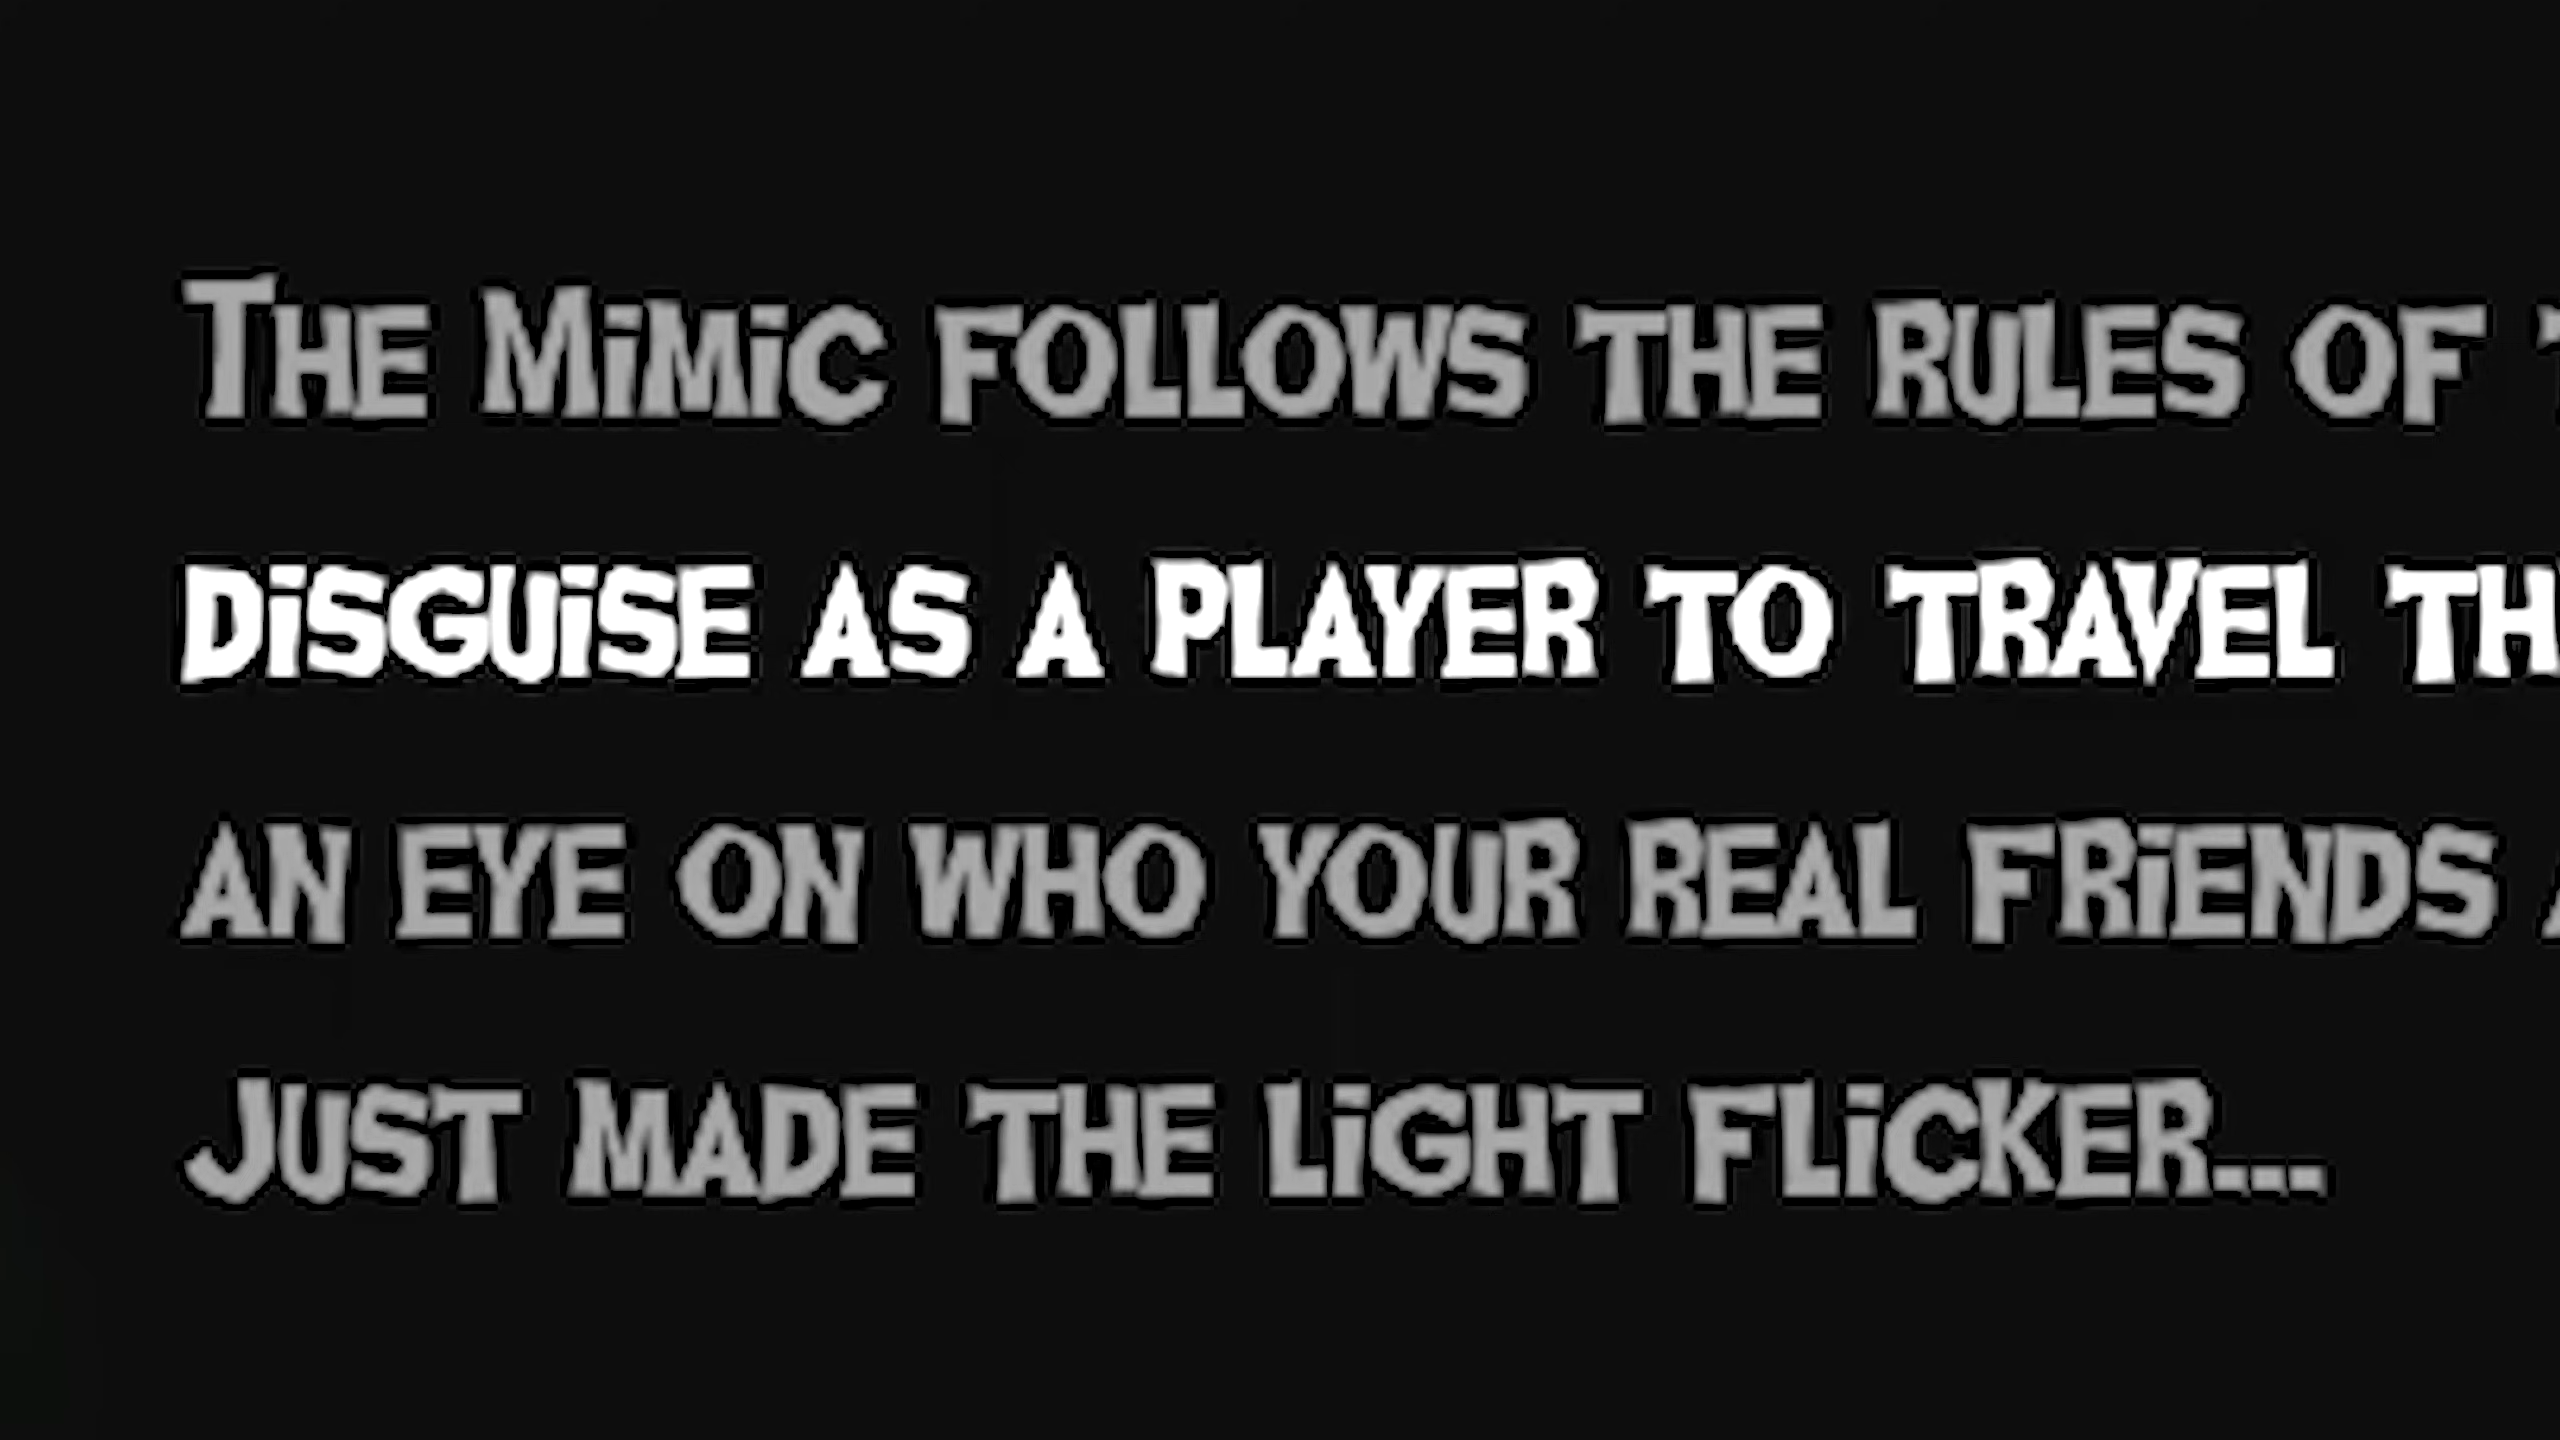 The Mimic follows the rules of
disguise as a player to travel
an eye on who your real friends
Just made the light flicker...